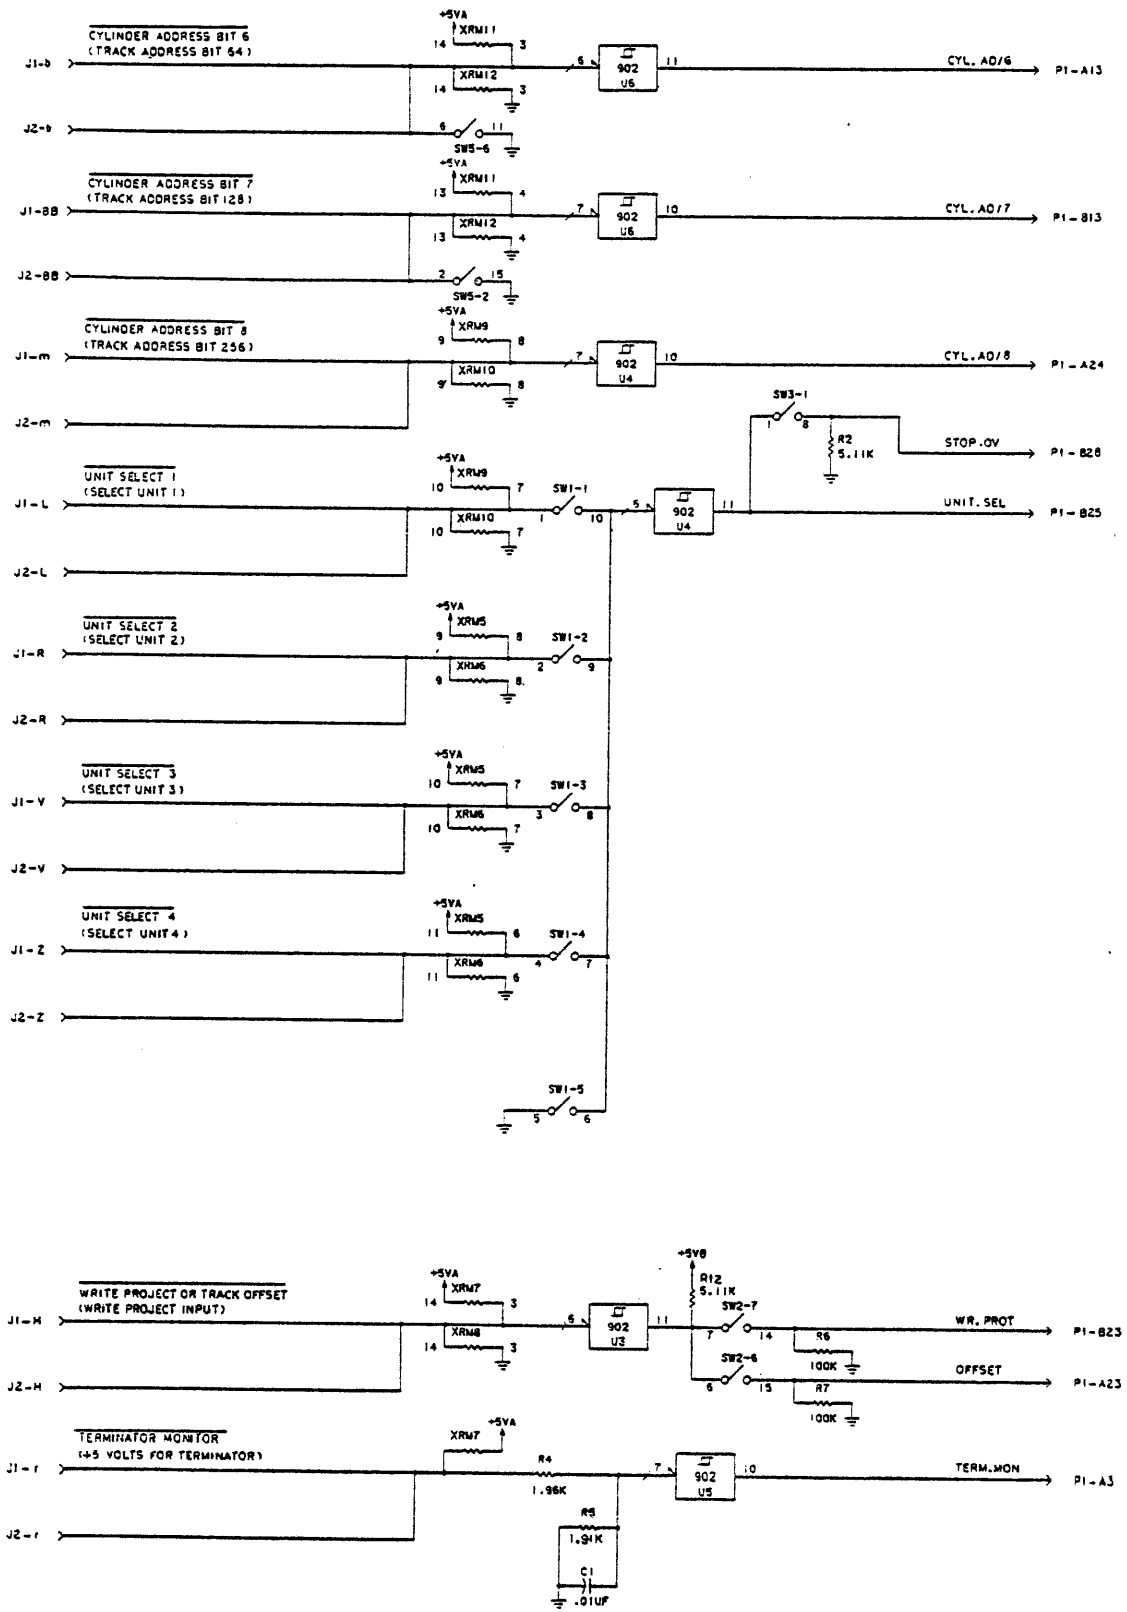 +5VA
CYLINDER ADDRESS BIT 6
(TRACK ADDRESS BIT 64)
XRM11
14 3
J1-b
6 902 11 CYL. AD/6 P1-A13
U6
XRM12
14 3
J2-b
6 11
SW5-6
+5VA
CYLINDER ADDRESS BIT 7
(TRACK ADDRESS BIT 128)
XRM11
13 4
J1-BB
7 902 10 CYL. AD/7 P1-B13
U6
XRM12
13 4
J2-BB
2 15
SW5-2
+5VA
CYLINDER ADDRESS BIT 8
(TRACK ADDRESS BIT 256)
XRM9
9 8
J1-m
7 902 10 CYL. AD/8 P1-A24
U4
XRM10
9 8
J2-m
SW3-1
1 8
R2
5.11K
STOP.OV P1-B28
+5VA
UNIT SELECT 1
(SELECT UNIT 1)
XRM9
10 7
J1-L
SW1-1
1 10
5 902 11 UNIT. SEL P1-B25
U4
XRM10
10 7
J2-L
+5VA
UNIT SELECT 2
(SELECT UNIT 2)
XRM5
9 8
J1-R
SW1-2
2 9
XRM6
9 8
J2-R
+5VA
UNIT SELECT 3
(SELECT UNIT 3)
XRM5
10 7
J1-V
SW1-3
3 8
XRM6
10 7
J2-V
+5VA
UNIT SELECT 4
(SELECT UNIT 4)
XRM5
11 6
J1-Z
SW1-4
4 7
XRM6
11 6
J2-Z
SW1-5
5 6
+5VB
R12
5.11K
+5VA
WRITE PROJECT OR TRACK OFFSET
(WRITE PROJECT INPUT)
XRM7
14 3
J1-H
6 902 11
U3
SW2-7
7 14
WR. PROT P1-B23
R6
100K
XRM8
14 3
J2-H
SW2-6
6 15
OFFSET P1-A23
R7
100K
+5VA
TERMINATOR MONITOR
(+5 VOLTS FOR TERMINATOR)
XRM7
J1-r
R4
1.96K
7 902 10 TERM.MON P1-A3
U5
J2-r
R5
1.91K
C1
.01UF